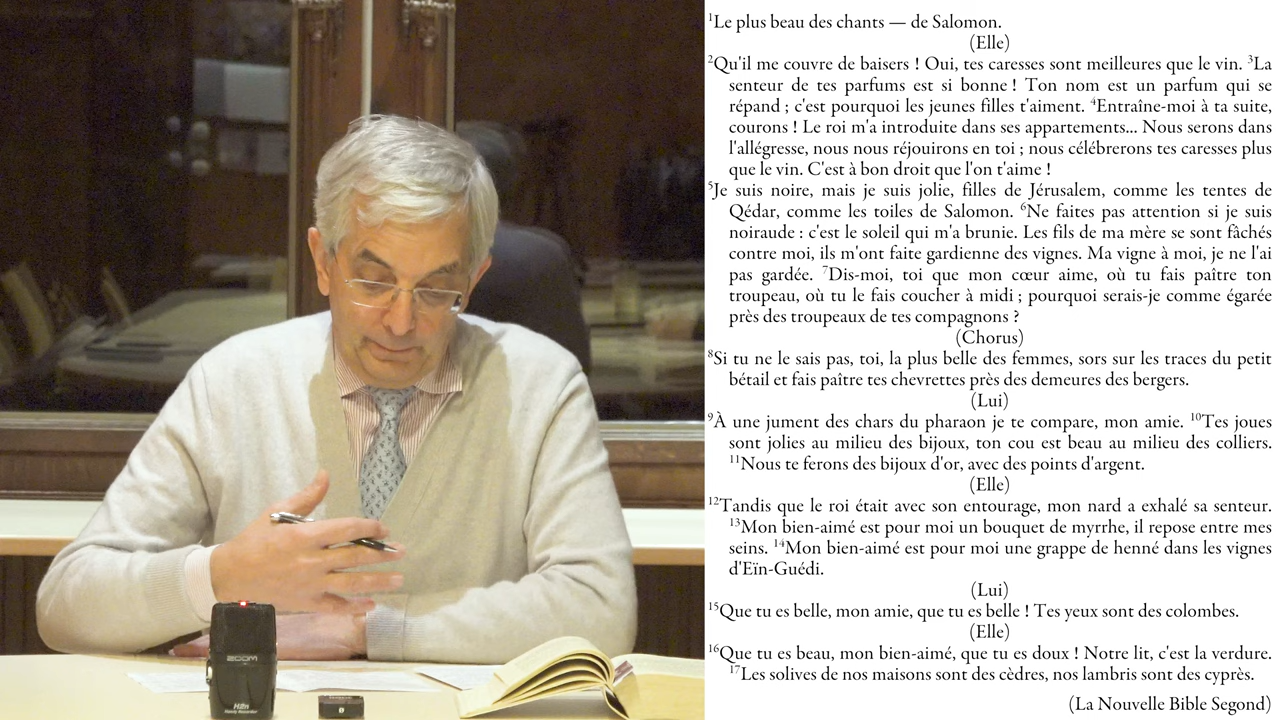 ¹Le plus beau des chants — de Salomon.
(Elle)
²Qu'il me couvre de baisers ! Oui, tes caresses sont meilleures que le vin. ³La
senteur de tes parfums est si bonne ! Ton nom est un parfum qui se
répand ; c'est pourquoi les jeunes filles t'aiment. ⁴Entraîne-moi à ta suite,
courons ! Le roi m'a introduite dans ses appartements... Nous serons dans
l'allégresse, nous nous réjouirons en toi ; nous célébrerons tes caresses plus
que le vin. C'est à bon droit que l'on t'aime !
⁵Je suis noire, mais je suis jolie, filles de Jérusalem, comme les tentes de
Qédar, comme les toiles de Salomon. ⁶Ne faites pas attention si je suis
noiraude : c'est le soleil qui m'a brunie. Les fils de ma mère se sont fâchés
contre moi, ils m'ont faite gardienne des vignes. Ma vigne à moi, je ne l'ai
pas gardée. ⁷Dis-moi, toi que mon cœur aime, où tu fais paître ton
troupeau, où tu le fais coucher à midi ; pourquoi serais-je comme égarée
près des troupeaux de tes compagnons ?
(Chorus)
⁸Si tu ne le sais pas, toi, la plus belle des femmes, sors sur les traces du petit
bétail et fais paître tes chevrettes près des demeures des bergers.
(Lui)
⁹À une jument des chars du pharaon je te compare, mon amie. ¹⁰Tes joues
sont jolies au milieu des bijoux, ton cou est beau au milieu des colliers.
¹¹Nous te ferons des bijoux d'or, avec des points d'argent.
(Elle)
¹²Tandis que le roi était avec son entourage, mon nard a exhalé sa senteur.
¹³Mon bien-aimé est pour moi un bouquet de myrrhe, il repose entre mes
seins. ¹⁴Mon bien-aimé est pour moi une grappe de henné dans les vignes
d'Eïn-Guédi.
(Lui)
¹⁵Que tu es belle, mon amie, que tu es belle ! Tes yeux sont des colombes.
(Elle)
¹⁶Que tu es beau, mon bien-aimé, que tu es doux ! Notre lit, c'est la verdure.
¹⁷Les solives de nos maisons sont des cèdres, nos lambris sont des cyprès.
(La Nouvelle Bible Segond)
ZOOM
H2n
Handy Recorder